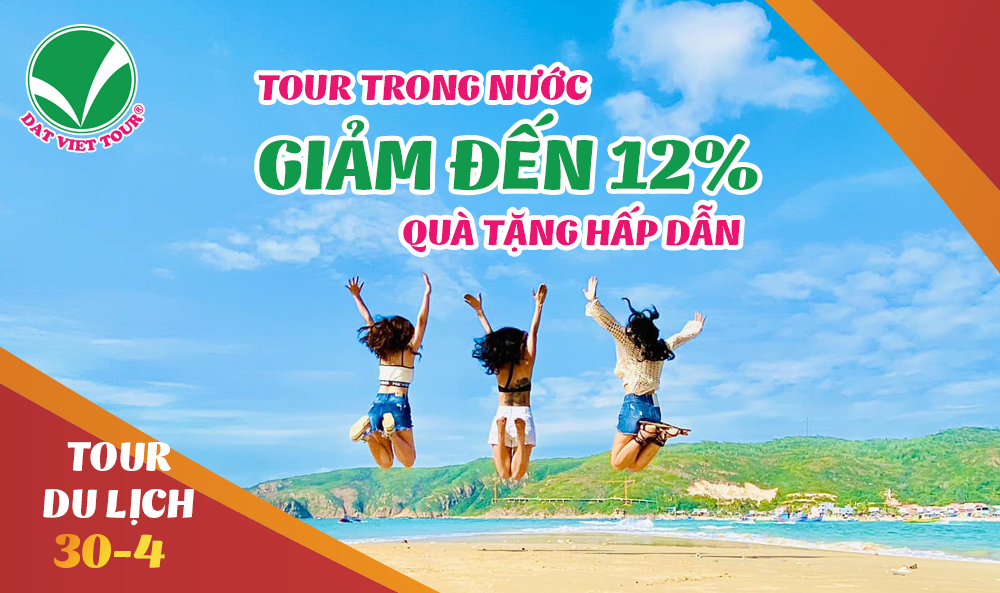 DAT VIET TOUR®
TOUR TRONG NƯỚC
GIẢM ĐẾN 12%
QUÀ TẶNG HẤP DẪN
TOUR
DU LỊCH
30-4